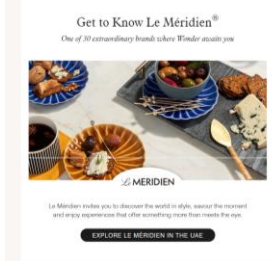 Get to Know Le Méridien®
One of 30 extraordinary brands where Wonder awaits you
Le MERIDIEN
Le Méridien invites you to discover the world in style, savour the moment
and enjoy experiences that offer something more than meets the eye.
EXPLORE LE MÉRIDIEN IN THE UAE